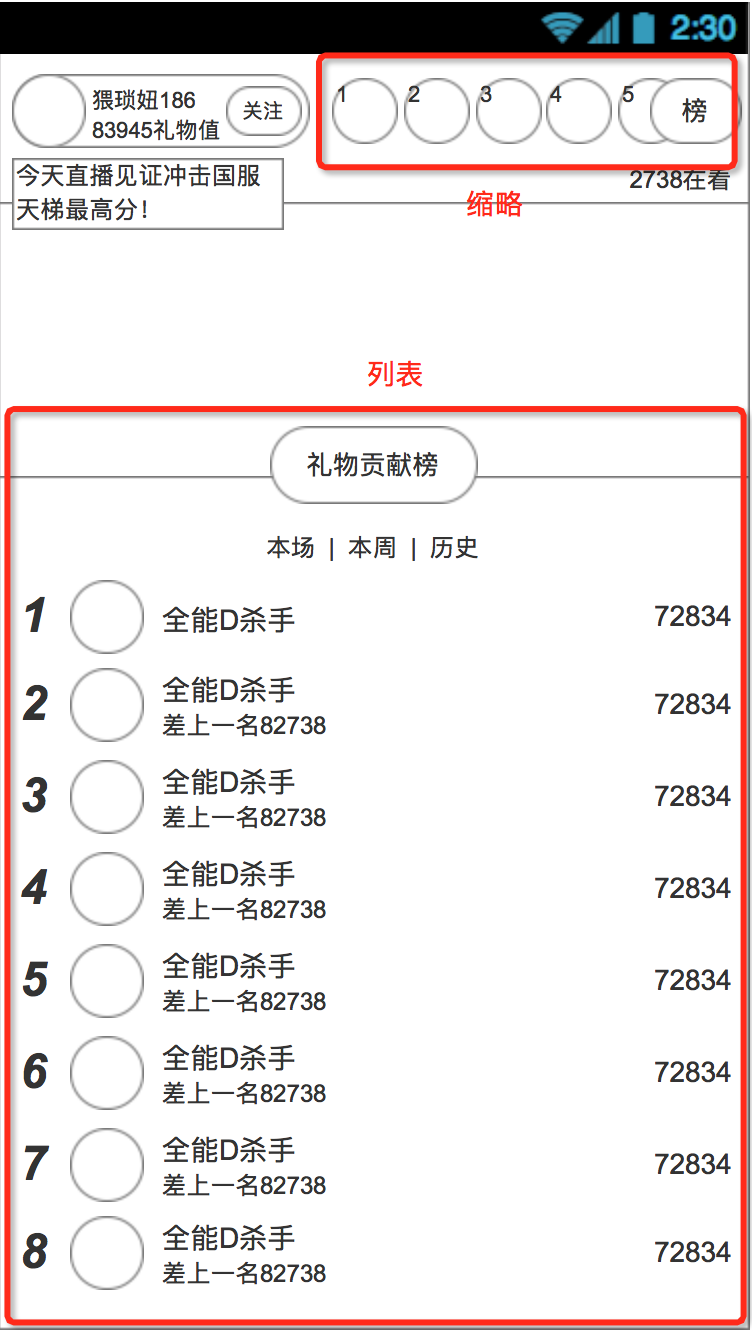 2:30
猥琐妞186
83945礼物值
关注
1
2
3
4
5
榜
今天直播见证冲击国服
天梯最高分！
2738在看
缩略
列表
礼物贡献榜
本场 | 本周 | 历史
1 全能D杀手 72834
2 全能D杀手 72834
差上一名82738
3 全能D杀手 72834
差上一名82738
4 全能D杀手 72834
差上一名82738
5 全能D杀手 72834
差上一名82738
6 全能D杀手 72834
差上一名82738
7 全能D杀手 72834
差上一名82738
8 全能D杀手 72834
差上一名82738